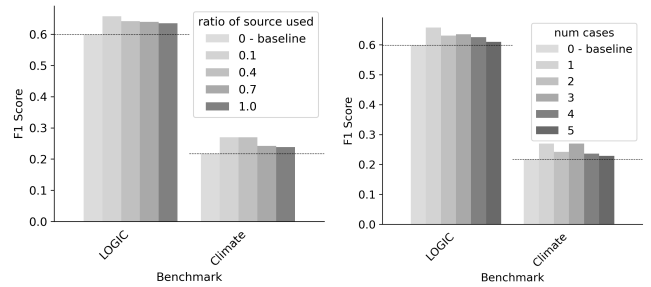 ratio of source used
0 - baseline
0.1
0.4
0.7
1.0
0.6
0.5
0.4
0.3
0.2
0.1
0.0
F1 Score
LOGIC
Climate
Benchmark
num cases
0 - baseline
1
2
3
4
5
0.6
0.5
0.4
0.3
0.2
0.1
0.0
F1 Score
LOGIC
Climate
Benchmark